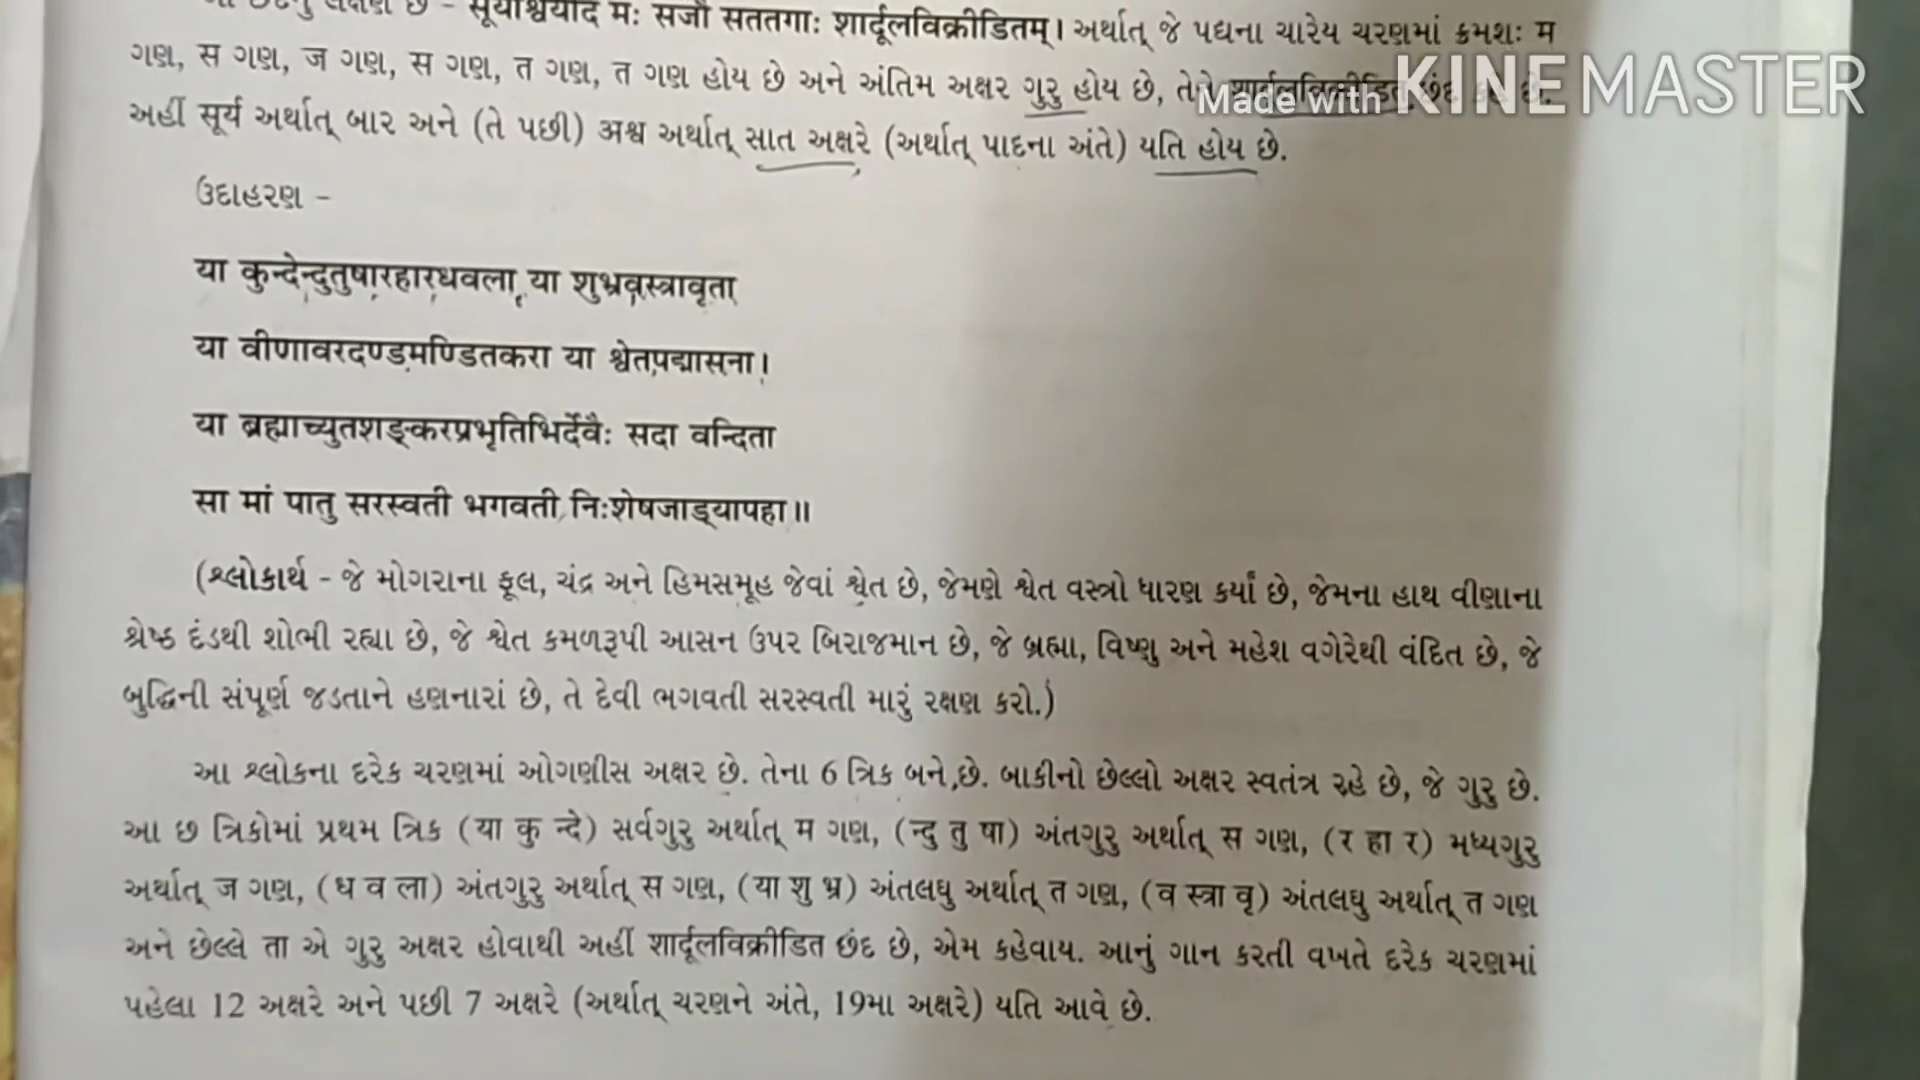 લક્ષણ છે - सूर्याश्वैर्यदि मः सजौ सततगाः शार्दूलविक्रीडितम्। અર્થાત્ જે પદ્યના ચારેય ચરણમાં ક્રમશઃ म
ગણ, स ગણ, ज ગણ, स ગણ, त ગણ, त ગણ હોય છે અને અંતિમ અક્ષર ગુરુ હોય છે, તેને शार्दूलविक्रीडित છંદ કહે છે.
Made with KINEMASTER
અહીં સૂર્ય અર્થાત્ બાર અને (તે પછી) અશ્વ અર્થાત્ સાત અક્ષરે (અર્થાત્ પાદના અંતે) યતિ હોય છે.
ઉદાહરણ -
या कुन्देन्दुतुषारहारधवला या शुभ्रवस्त्रावृता
या वीणावरदण्डमण्डितकरा या श्वेतपद्मासना।
या ब्रह्माच्युतशङ्करप्रभृतिभिर्देवैः सदा वन्दिता
सा मां पातु सरस्वती भगवती निःशेषजाड्यापहा॥
(શ્લોકાર્થ - જે મોગરાના ફૂલ, ચંદ્ર અને હિમસમૂહ જેવાં શ્વેત છે, જેમણે શ્વેત વસ્ત્રો ધારણ કર્યાં છે, જેમના હાથ વીણાના
શ્રેષ્ઠ દંડથી શોભી રહ્યા છે, જે શ્વેત કમળરૂપી આસન ઉપર બિરાજમાન છે, જે બ્રહ્મા, વિષ્ણુ અને મહેશ વગેરેથી વંદિત છે, જે
બુદ્ધિની સંપૂર્ણ જડતાને હણનારાં છે, તે દેવી ભગવતી સરસ્વતી મારું રક્ષણ કરો.)
આ શ્લોકના દરેક ચરણમાં ઓગણીસ અક્ષર છે. તેના 6 ત્રિક બને છે. બાકીનો છેલ્લો અક્ષર સ્વતંત્ર રહે છે, જે ગુરુ છે.
આ છ ત્રિકોમાં પ્રથમ ત્રિક (या कु न्दे) સર્વગુરુ અર્થાત્ म ગણ, (न्दु तु षा) અંતગુરુ અર્થાત્ स ગણ, (र हा र) મધ્યગુરુ
અર્થાત્ ज ગણ, (ध व ला) અંતગુરુ અર્થાત્ स ગણ, (या शु भ्र) અંતલઘુ અર્થાત્ त ગણ, (व स्त्रा वृ) અંતલઘુ અર્થાત્ त ગણ
અને છેલ્લે ता એ ગુરુ અક્ષર હોવાથી અહીં शार्दूलविक्रीडित છંદ છે, એમ કહેવાય. આનું ગાન કરતી વખતે દરેક ચરણમાં
પહેલા 12 અક્ષરે અને પછી 7 અક્ષરે (અર્થાત્ ચરણને અંતે, 19મા અક્ષરે) યતિ આવે છે.